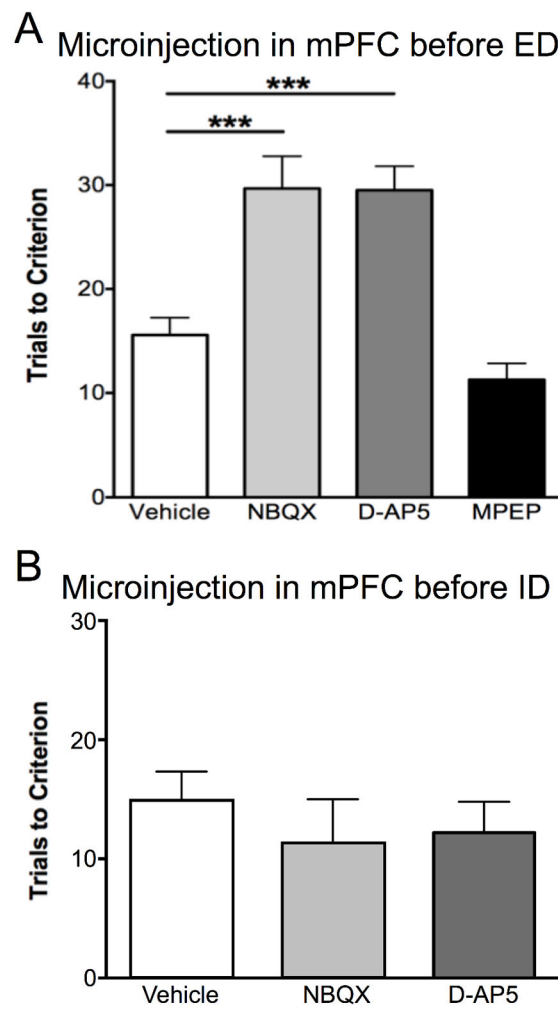 A
Microinjection in mPFC before ED
40
30
20
10
0
Trials to Criterion
***
***
Vehicle NBQX D-AP5 MPEP
B
Microinjection in mPFC before ID
30
20
10
0
Trials to Criterion
Vehicle NBQX D-AP5